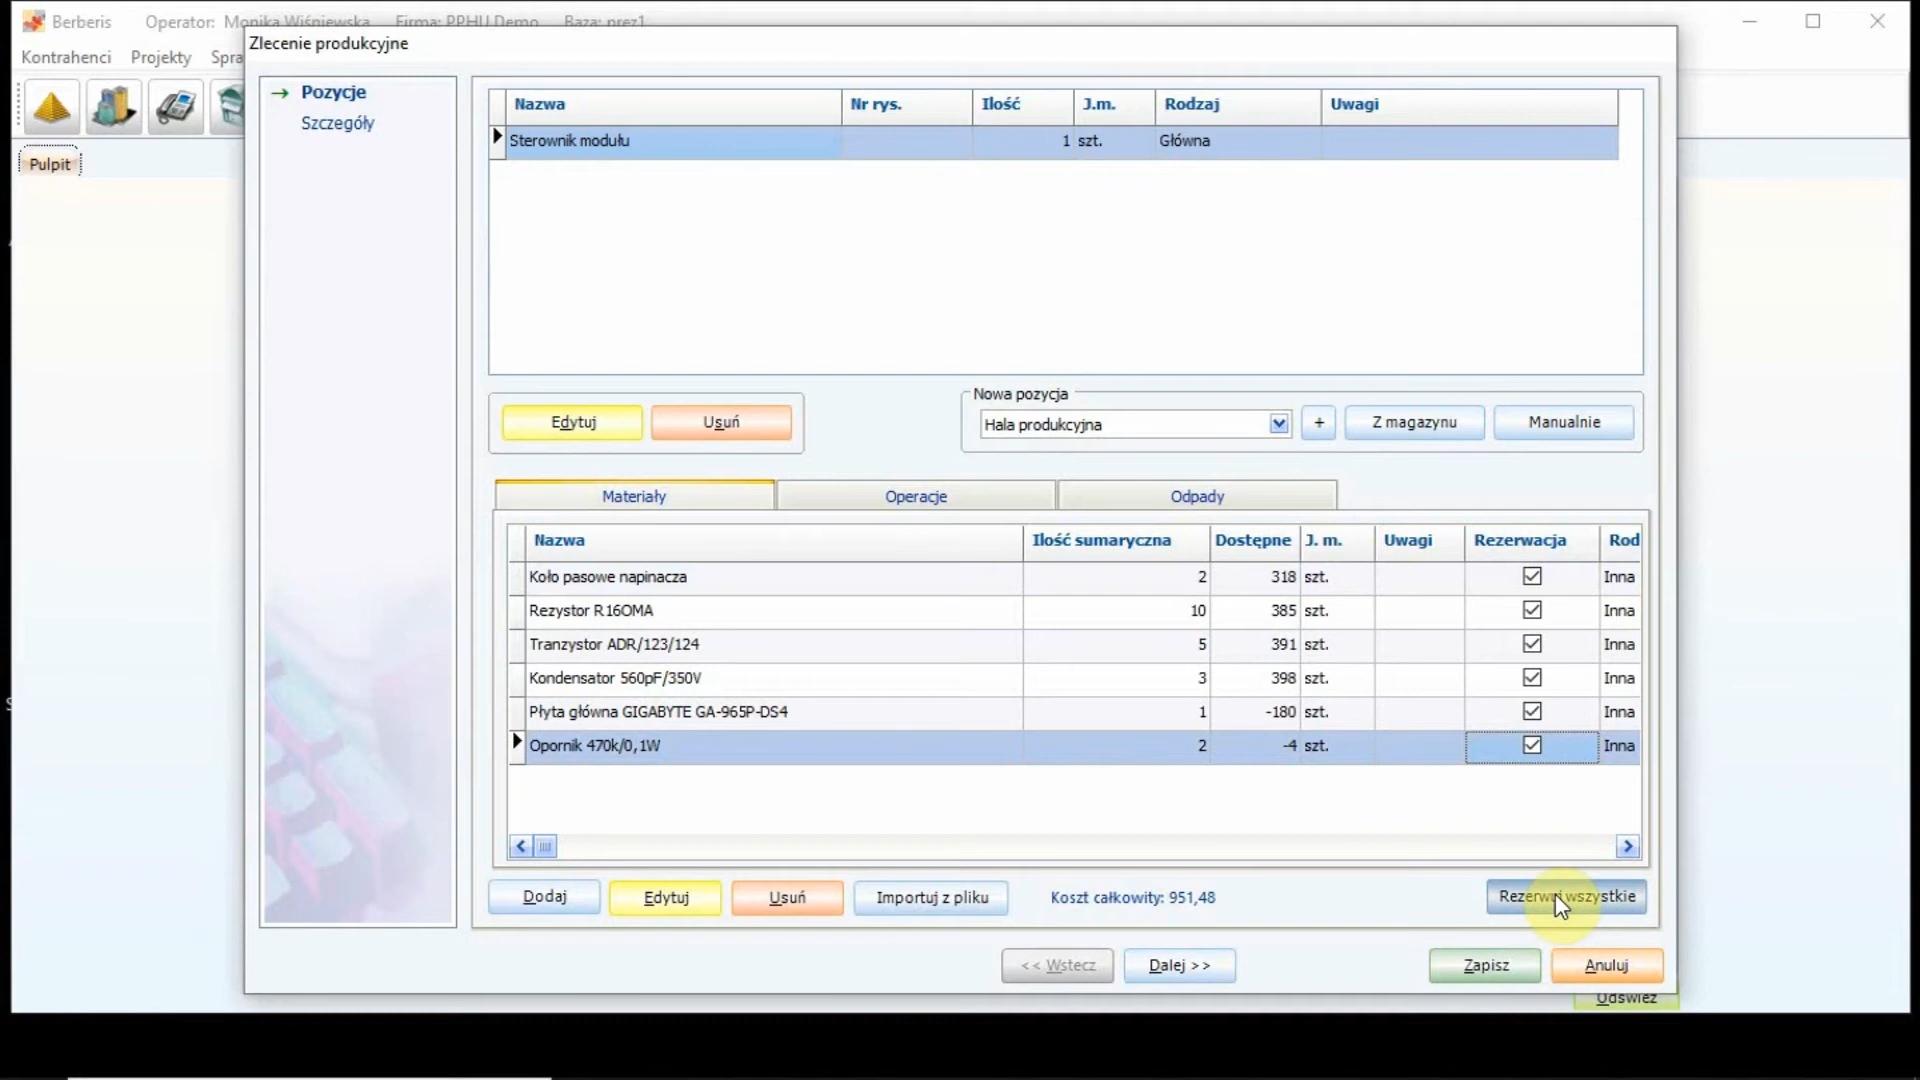 Berberis Operator: Monika Wiśniewska Firma: PPHU Demo Baza: prez1
Zlecenie produkcyjne
Kontrahenci Projekty Spra
Pulpit
Pozycje
Szczegóły
Nazwa Nr rys. Ilość J.m. Rodzaj Uwagi
Sterownik modułu 1 szt. Główna
Nowa pozycja
Edytuj Usuń Hala produkcyjna + Z magazynu Manualnie
Materiały Operacje Odpady
Nazwa Ilość sumaryczna Dostępne J. m. Uwagi Rezerwacja Rod
Koło pasowe napinacza 2 318 szt. Inna
Rezystor R16OMA 10 385 szt. Inna
Tranzystor ADR/123/124 5 391 szt. Inna
Kondensator 560pF/350V 3 398 szt. Inna
Płyta główna GIGABYTE GA-965P-DS4 1 -180 szt. Inna
Opornik 470k/0,1W 2 -4 szt. Inna
Dodaj Edytuj Usuń Importuj z pliku Koszt całkowity: 951,48 Rezerwuj wszystkie
<< Wstecz Dalej >> Zapisz Anuluj
Odśwież